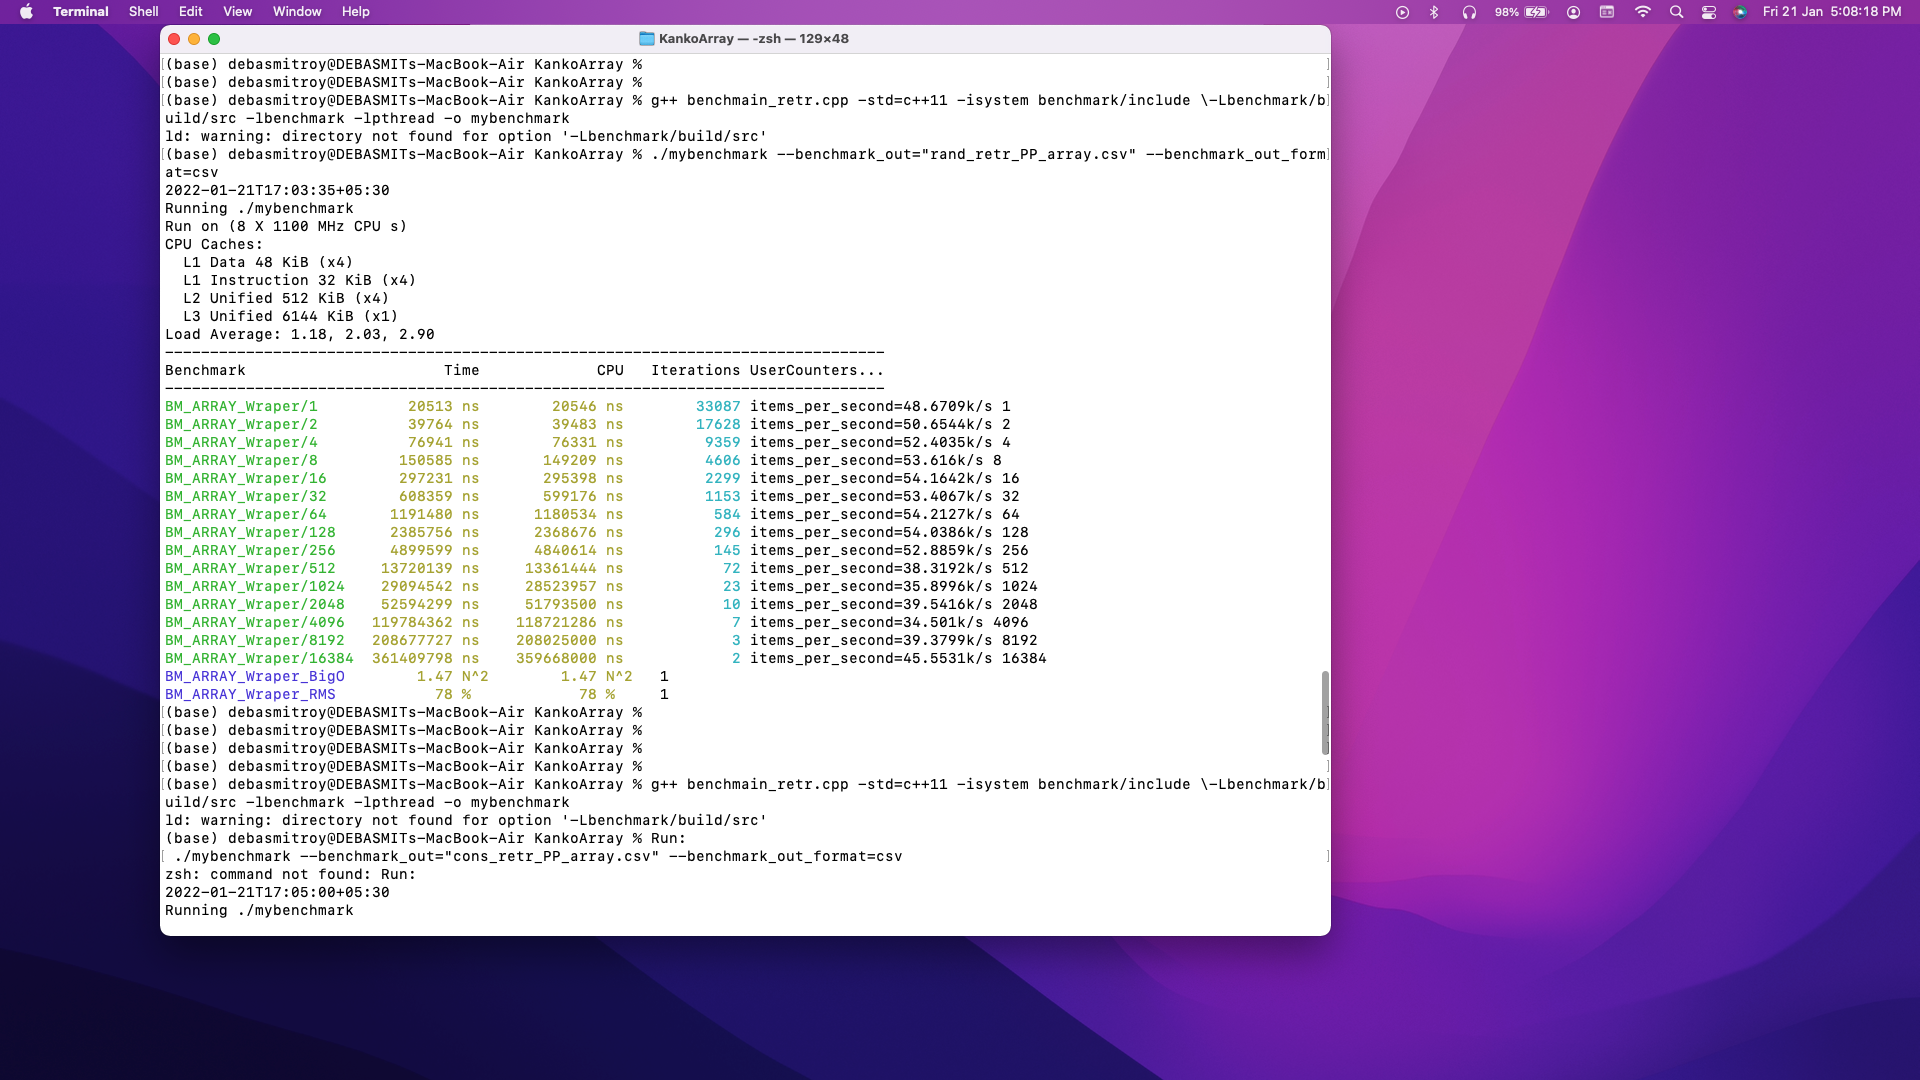 Terminal Shell Edit View Window Help 98% Fri 21 Jan 5:08:18 PM
KankoArray — -zsh — 129×48
[(base) debasmitroy@DEBASMITs-MacBook-Air KankoArray % ]
[(base) debasmitroy@DEBASMITs-MacBook-Air KankoArray % ]
[(base) debasmitroy@DEBASMITs-MacBook-Air KankoArray % g++ benchmain_retr.cpp -std=c++11 -isystem benchmark/include \-Lbenchmark/b]
uild/src -lbenchmark -lpthread -o mybenchmark
ld: warning: directory not found for option '-Lbenchmark/build/src'
[(base) debasmitroy@DEBASMITs-MacBook-Air KankoArray % ./mybenchmark --benchmark_out="rand_retr_PP_array.csv" --benchmark_out_form]
at=csv
2022-01-21T17:03:35+05:30
Running ./mybenchmark
Run on (8 X 1100 MHz CPU s)
CPU Caches:
  L1 Data 48 KiB (x4)
  L1 Instruction 32 KiB (x4)
  L2 Unified 512 KiB (x4)
  L3 Unified 6144 KiB (x1)
Load Average: 1.18, 2.03, 2.90
--------------------------------------------------------------------------------
Benchmark                      Time             CPU   Iterations UserCounters...
--------------------------------------------------------------------------------
BM_ARRAY_Wraper/1          20513 ns        20546 ns        33087 items_per_second=48.6709k/s 1
BM_ARRAY_Wraper/2          39764 ns        39483 ns        17628 items_per_second=50.6544k/s 2
BM_ARRAY_Wraper/4          76941 ns        76331 ns         9359 items_per_second=52.4035k/s 4
BM_ARRAY_Wraper/8         150585 ns       149209 ns         4606 items_per_second=53.616k/s 8
BM_ARRAY_Wraper/16        297231 ns       295398 ns         2299 items_per_second=54.1642k/s 16
BM_ARRAY_Wraper/32        608359 ns       599176 ns         1153 items_per_second=53.4067k/s 32
BM_ARRAY_Wraper/64       1191480 ns      1180534 ns          584 items_per_second=54.2127k/s 64
BM_ARRAY_Wraper/128      2385756 ns      2368676 ns          296 items_per_second=54.0386k/s 128
BM_ARRAY_Wraper/256      4899599 ns      4840614 ns          145 items_per_second=52.8859k/s 256
BM_ARRAY_Wraper/512     13720139 ns     13361444 ns           72 items_per_second=38.3192k/s 512
BM_ARRAY_Wraper/1024    29094542 ns     28523957 ns           23 items_per_second=35.8996k/s 1024
BM_ARRAY_Wraper/2048    52594299 ns     51793500 ns           10 items_per_second=39.5416k/s 2048
BM_ARRAY_Wraper/4096   119784362 ns    118721286 ns            7 items_per_second=34.501k/s 4096
BM_ARRAY_Wraper/8192   208677727 ns    208025000 ns            3 items_per_second=39.3799k/s 8192
BM_ARRAY_Wraper/16384  361409798 ns    359668000 ns            2 items_per_second=45.5531k/s 16384
BM_ARRAY_Wraper_BigO        1.47 N^2        1.47 N^2   1
BM_ARRAY_Wraper_RMS           78 %            78 %     1
[(base) debasmitroy@DEBASMITs-MacBook-Air KankoArray % ]
[(base) debasmitroy@DEBASMITs-MacBook-Air KankoArray % ]
[(base) debasmitroy@DEBASMITs-MacBook-Air KankoArray % ]
[(base) debasmitroy@DEBASMITs-MacBook-Air KankoArray % ]
[(base) debasmitroy@DEBASMITs-MacBook-Air KankoArray % g++ benchmain_retr.cpp -std=c++11 -isystem benchmark/include \-Lbenchmark/b]
uild/src -lbenchmark -lpthread -o mybenchmark
ld: warning: directory not found for option '-Lbenchmark/build/src'
(base) debasmitroy@DEBASMITs-MacBook-Air KankoArray % Run:
[ ./mybenchmark --benchmark_out="cons_retr_PP_array.csv" --benchmark_out_format=csv ]
zsh: command not found: Run:
2022-01-21T17:05:00+05:30
Running ./mybenchmark